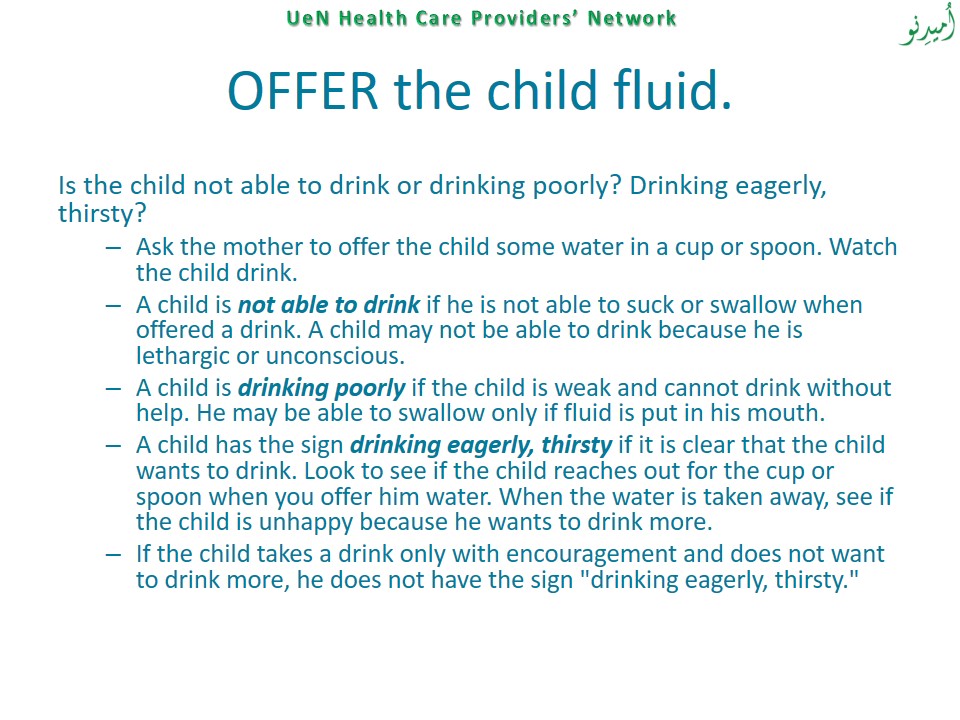 UeN Health Care Providers' Network
اُمیدِنو
OFFER the child fluid.
Is the child not able to drink or drinking poorly? Drinking eagerly,
thirsty?
– Ask the mother to offer the child some water in a cup or spoon. Watch
the child drink.
– A child is not able to drink if he is not able to suck or swallow when
offered a drink. A child may not be able to drink because he is
lethargic or unconscious.
– A child is drinking poorly if the child is weak and cannot drink without
help. He may be able to swallow only if fluid is put in his mouth.
– A child has the sign drinking eagerly, thirsty if it is clear that the child
wants to drink. Look to see if the child reaches out for the cup or
spoon when you offer him water. When the water is taken away, see if
the child is unhappy because he wants to drink more.
– If the child takes a drink only with encouragement and does not want
to drink more, he does not have the sign "drinking eagerly, thirsty."